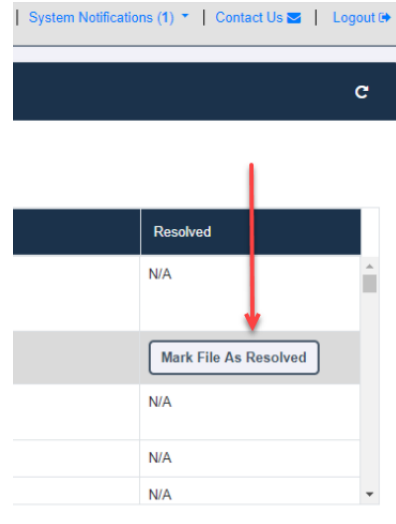 | System Notifications (1) | Contact Us | Logout
Resolved
N/A
Mark File As Resolved
N/A
N/A
N/A